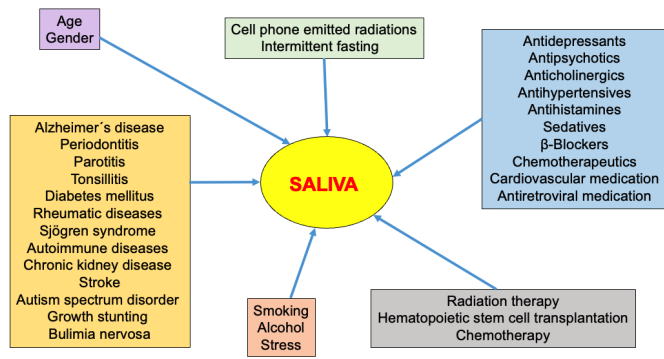 Age
Gender
Cell phone emitted radiations
Intermittent fasting
Antidepressants
Antipsychotics
Anticholinergics
Antihypertensives
Antihistamines
Sedatives
β-Blockers
Chemotherapeutics
Cardiovascular medication
Antiretroviral medication
Alzheimer´s disease
Periodontitis
Parotitis
Tonsillitis
Diabetes mellitus
Rheumatic diseases
Sjögren syndrome
Autoimmune diseases
Chronic kidney disease
Stroke
Autism spectrum disorder
Growth stunting
Bulimia nervosa
SALIVA
Smoking
Alcohol
Stress
Radiation therapy
Hematopoietic stem cell transplantation
Chemotherapy